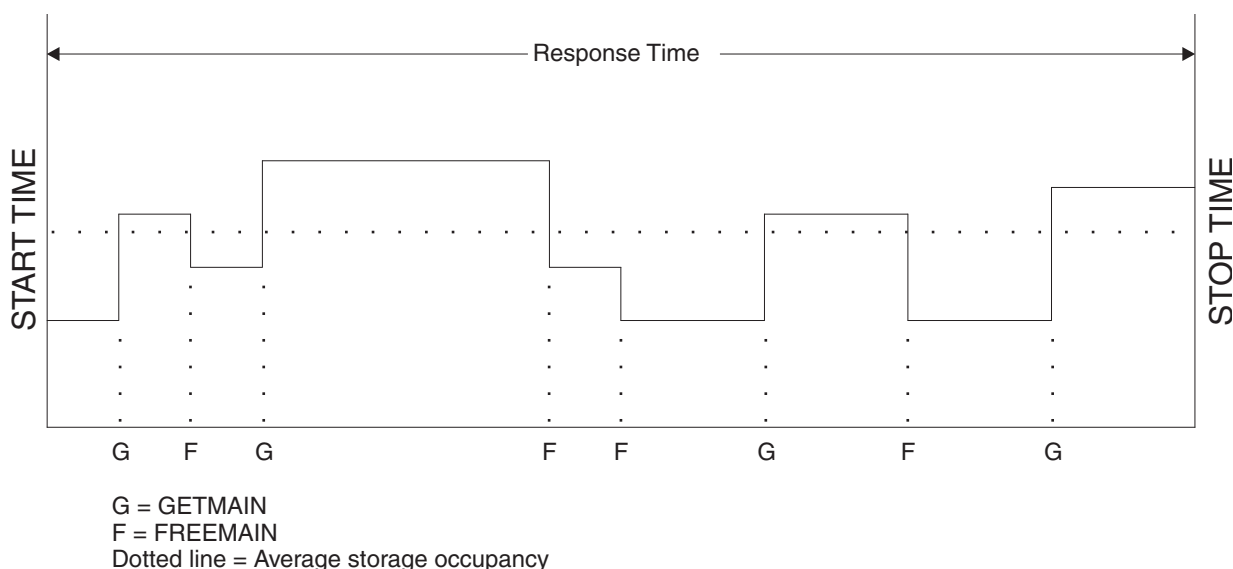 Response Time
START TIME
STOP TIME
G F G F F G F G
G = GETMAIN
F = FREEMAIN
Dotted line = Average storage occupancy